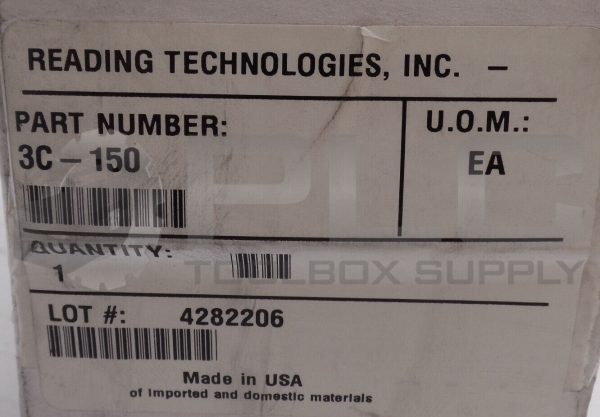 READING TECHNOLOGIES, INC. –
PART NUMBER:
3C – 150
U.O.M.:
EA
QUANTITY:
1
LOT #: 4282206
Made in USA
of imported and domestic materials
PLC
TOOLBOX SUPPLY